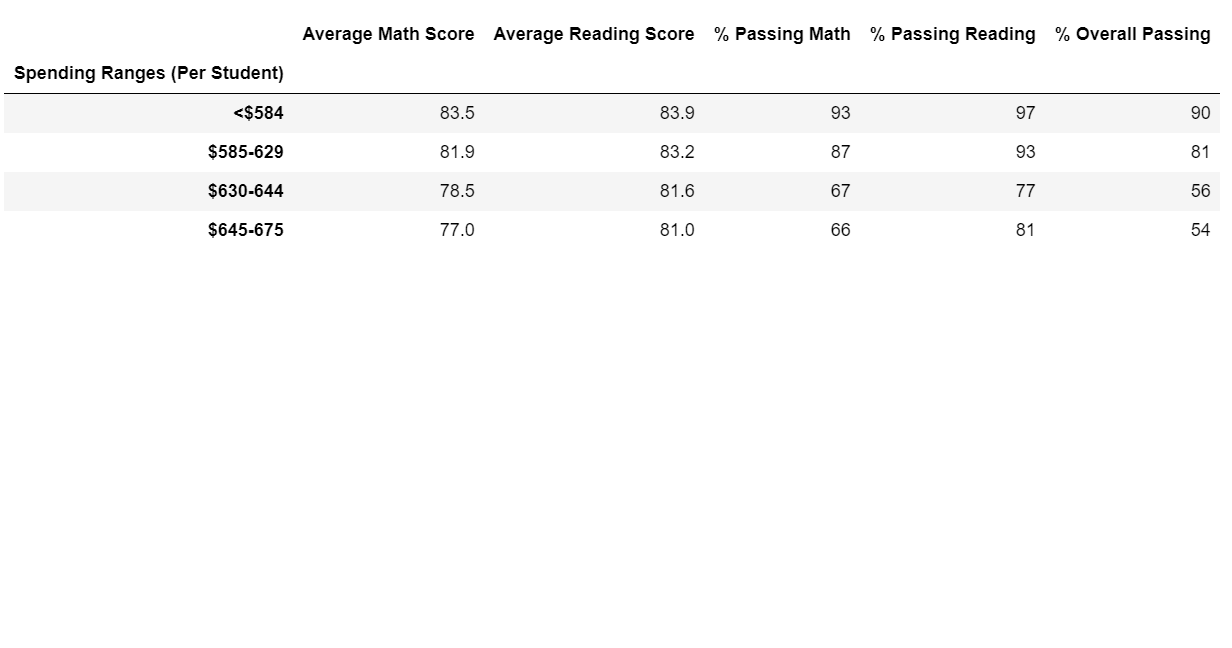 Average Math Score Average Reading Score % Passing Math % Passing Reading % Overall Passing
Spending Ranges (Per Student)
<$584 83.5 83.9 93 97 90
$585-629 81.9 83.2 87 93 81
$630-644 78.5 81.6 67 77 56
$645-675 77.0 81.0 66 81 54